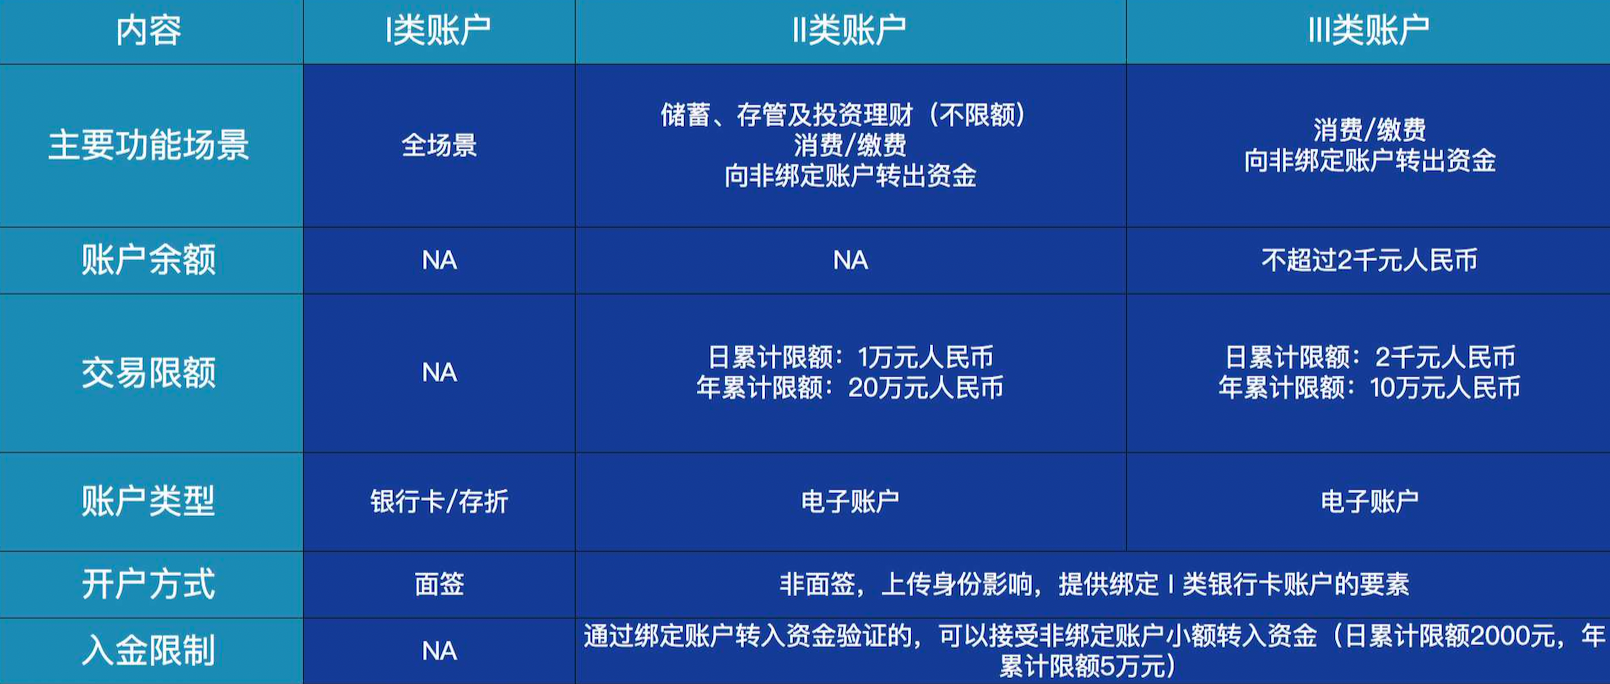 内容
I类账户
II类账户
III类账户
主要功能场景
全场景
储蓄、存管及投资理财（不限额）
消费/缴费
向非绑定账户转出资金
消费/缴费
向非绑定账户转出资金
账户余额
NA
NA
不超过2千元人民币
交易限额
NA
日累计限额：1万元人民币
年累计限额：20万元人民币
日累计限额：2千元人民币
年累计限额：10万元人民币
账户类型
银行卡/存折
电子账户
电子账户
开户方式
面签
非面签，上传身份影响，提供绑定 I 类银行卡账户的要素
入金限制
NA
通过绑定账户转入资金验证的，可以接受非绑定账户小额转入资金（日累计限额2000元，年
累计限额5万元）